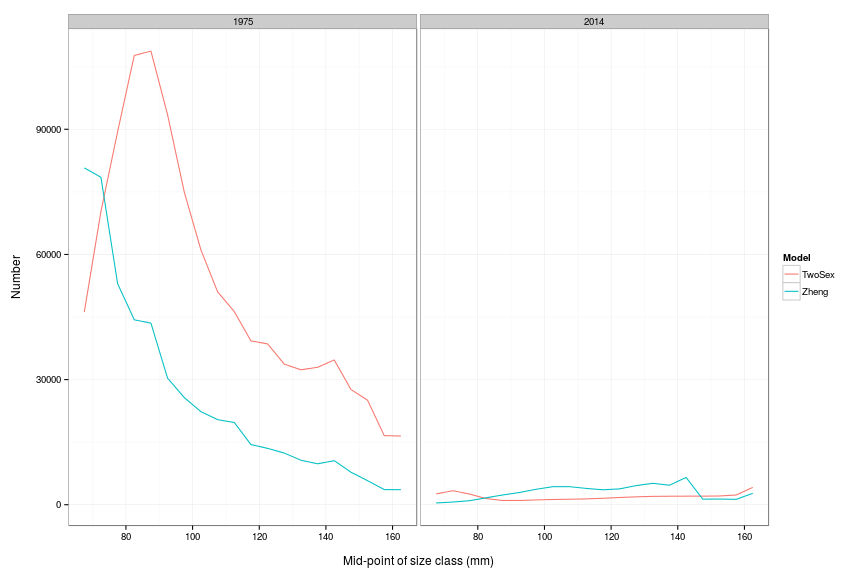 1975 2014
90000
60000
30000
0
Number
80 100 120 140 160 80 100 120 140 160
Mid-point of size class (mm)
Model
TwoSex
Zheng